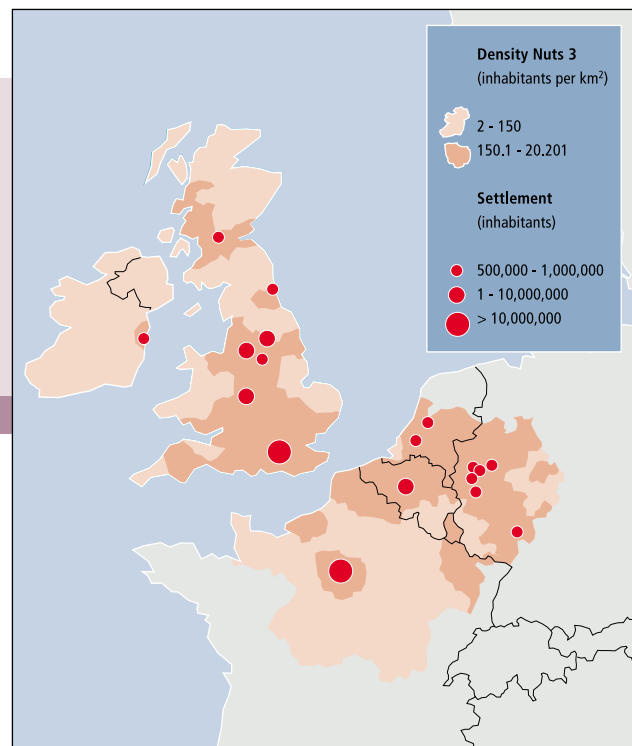 Density Nuts 3
(inhabitants per km²)
2 - 150
150.1 - 20.201
Settlement
(inhabitants)
500,000 - 1,000,000
1 - 10,000,000
> 10,000,000